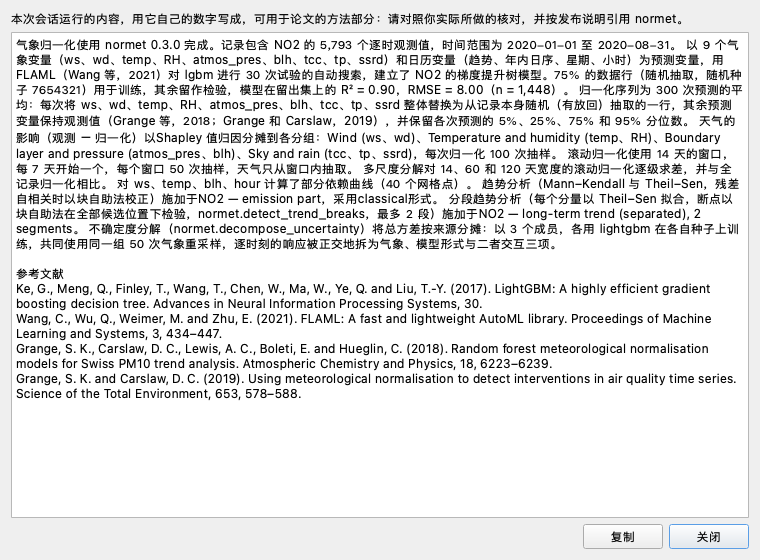 本次会话运行的内容，用它自己的数字写成，可用于论文的方法部分：请对照你实际所做的核对，并按发布说明引用 normet。
气象归一化使用 normet 0.3.0 完成。记录包含 NO2 的 5,793 个逐时观测值，时间范围为 2020–01–01 至 2020–08–31。 以 9 个气
象变量（ws、wd、temp、RH、atmos_pres、blh、tcc、tp、ssrd）和日历变量（趋势、年内日序、星期、小时）为预测变量，用
FLAML（Wang 等，2021）对 lgbm 进行 30 次试验的自动搜索，建立了 NO2 的梯度提升树模型。75% 的数据行（随机抽取，随机种
子 7654321）用于训练，其余留作检验，模型在留出集上的 R² = 0.90，RMSE = 8.00（n = 1,448）。 归一化序列为 300 次预测的平
均：每次将 ws、wd、temp、RH、atmos_pres、blh、tcc、tp、ssrd 整体替换为从记录本身随机（有放回）抽取的一行，其余预测
变量保持观测值（Grange 等，2018；Grange 和 Carslaw，2019），并保留各次预测的 5%、25%、75% 和 95% 分位数。 天气的
影响（观测 − 归一化）以Shapley 值归因分摊到各分组：Wind (ws、wd)、Temperature and humidity (temp、RH)、Boundary
layer and pressure (atmos_pres、blh)、Sky and rain (tcc、tp、ssrd)，每次归一化 100 次抽样。 滚动归一化使用 14 天的窗口，
每 7 天开始一个，每个窗口 50 次抽样，天气只从窗口内抽取。 多尺度分解对 14、60 和 120 天宽度的滚动归一化逐级求差，并与全
记录归一化相比。 对 ws、temp、blh、hour 计算了部分依赖曲线（40 个网格点）。 趋势分析（Mann–Kendall 与 Theil–Sen，残差
自相关时以块自助法校正）施加于NO2 — emission part，采用classical形式。 分段趋势分析（每个分量以 Theil–Sen 拟合，断点以
块自助法在全部候选位置下检验，normet.detect_trend_breaks，最多 2 段）施加于NO2 — long-term trend (separated)，2
segments。 不确定度分解（normet.decompose_uncertainty）将总方差按来源分摊：以 3 个成员，各用 lightgbm 在各自种子上训
练，共同使用同一组 50 次气象重采样，逐时刻的响应被正交地拆为气象、模型形式与二者交互三项。
参考文献
Ke, G., Meng, Q., Finley, T., Wang, T., Chen, W., Ma, W., Ye, Q. and Liu, T.-Y. (2017). LightGBM: A highly efficient gradient
boosting decision tree. Advances in Neural Information Processing Systems, 30.
Wang, C., Wu, Q., Weimer, M. and Zhu, E. (2021). FLAML: A fast and lightweight AutoML library. Proceedings of Machine
Learning and Systems, 3, 434–447.
Grange, S. K., Carslaw, D. C., Lewis, A. C., Boleti, E. and Hueglin, C. (2018). Random forest meteorological normalisation
models for Swiss PM10 trend analysis. Atmospheric Chemistry and Physics, 18, 6223–6239.
Grange, S. K. and Carslaw, D. C. (2019). Using meteorological normalisation to detect interventions in air quality time series.
Science of the Total Environment, 653, 578–588.
复制
关闭